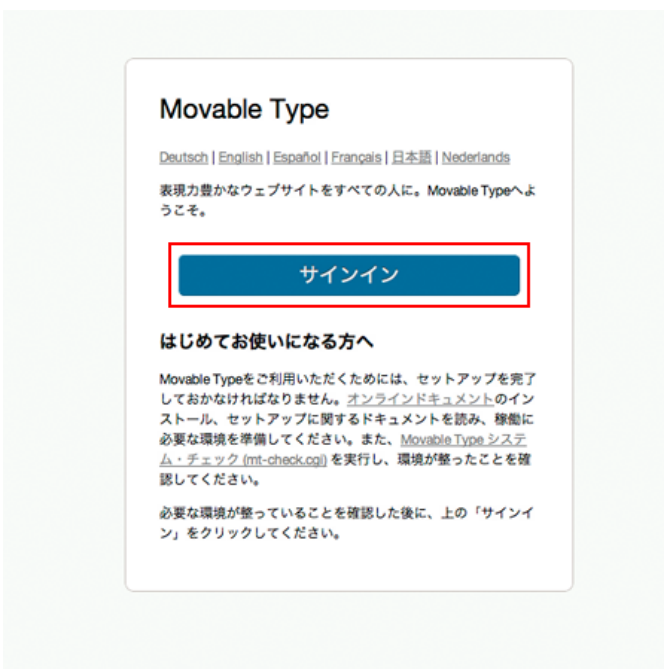 Movable Type
Deutsch | English | Español | Français | 日本語 | Nederlands
表現力豊かなウェブサイトをすべての人に。Movable Typeへよ
うこそ。
サインイン
はじめてお使いになる方へ
Movable Typeをご利用いただくためには、セットアップを完了
しておかなければなりません。オンラインドキュメントのイン
ストール、セットアップに関するドキュメントを読み、稼働に
必要な環境を準備してください。また、Movable Type システ
ム・チェック (mt-check.cgi) を実行し、環境が整ったことを確
認してください。
必要な環境が整っていることを確認した後に、上の「サインイ
ン」をクリックしてください。